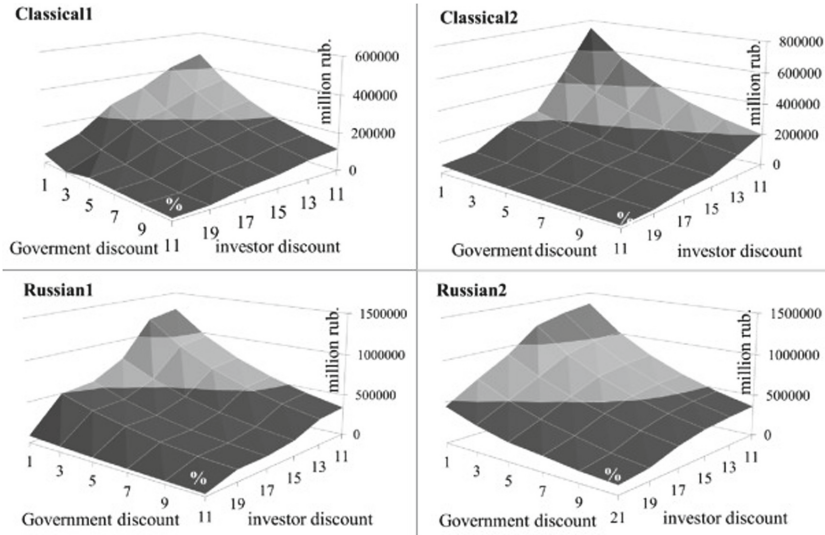 Classical1
million rub.
600000
400000
200000
0
1 3 5 7 9 11
%
19 17 15 13 11
Goverment discount
investor discount
Classical2
million rub.
800000
600000
400000
200000
0
1 3 5 7 9 11
%
19 17 15 13 11
Goverment discount
investor discount
Russian1
million rub.
1500000
1000000
500000
0
1 3 5 7 9 11
%
19 17 15 13 11
Government discount
investor discount
Russian2
million rub.
1500000
1000000
500000
0
1 3 5 7 9 21
%
19 17 15 13 11
Government discount
investor discount